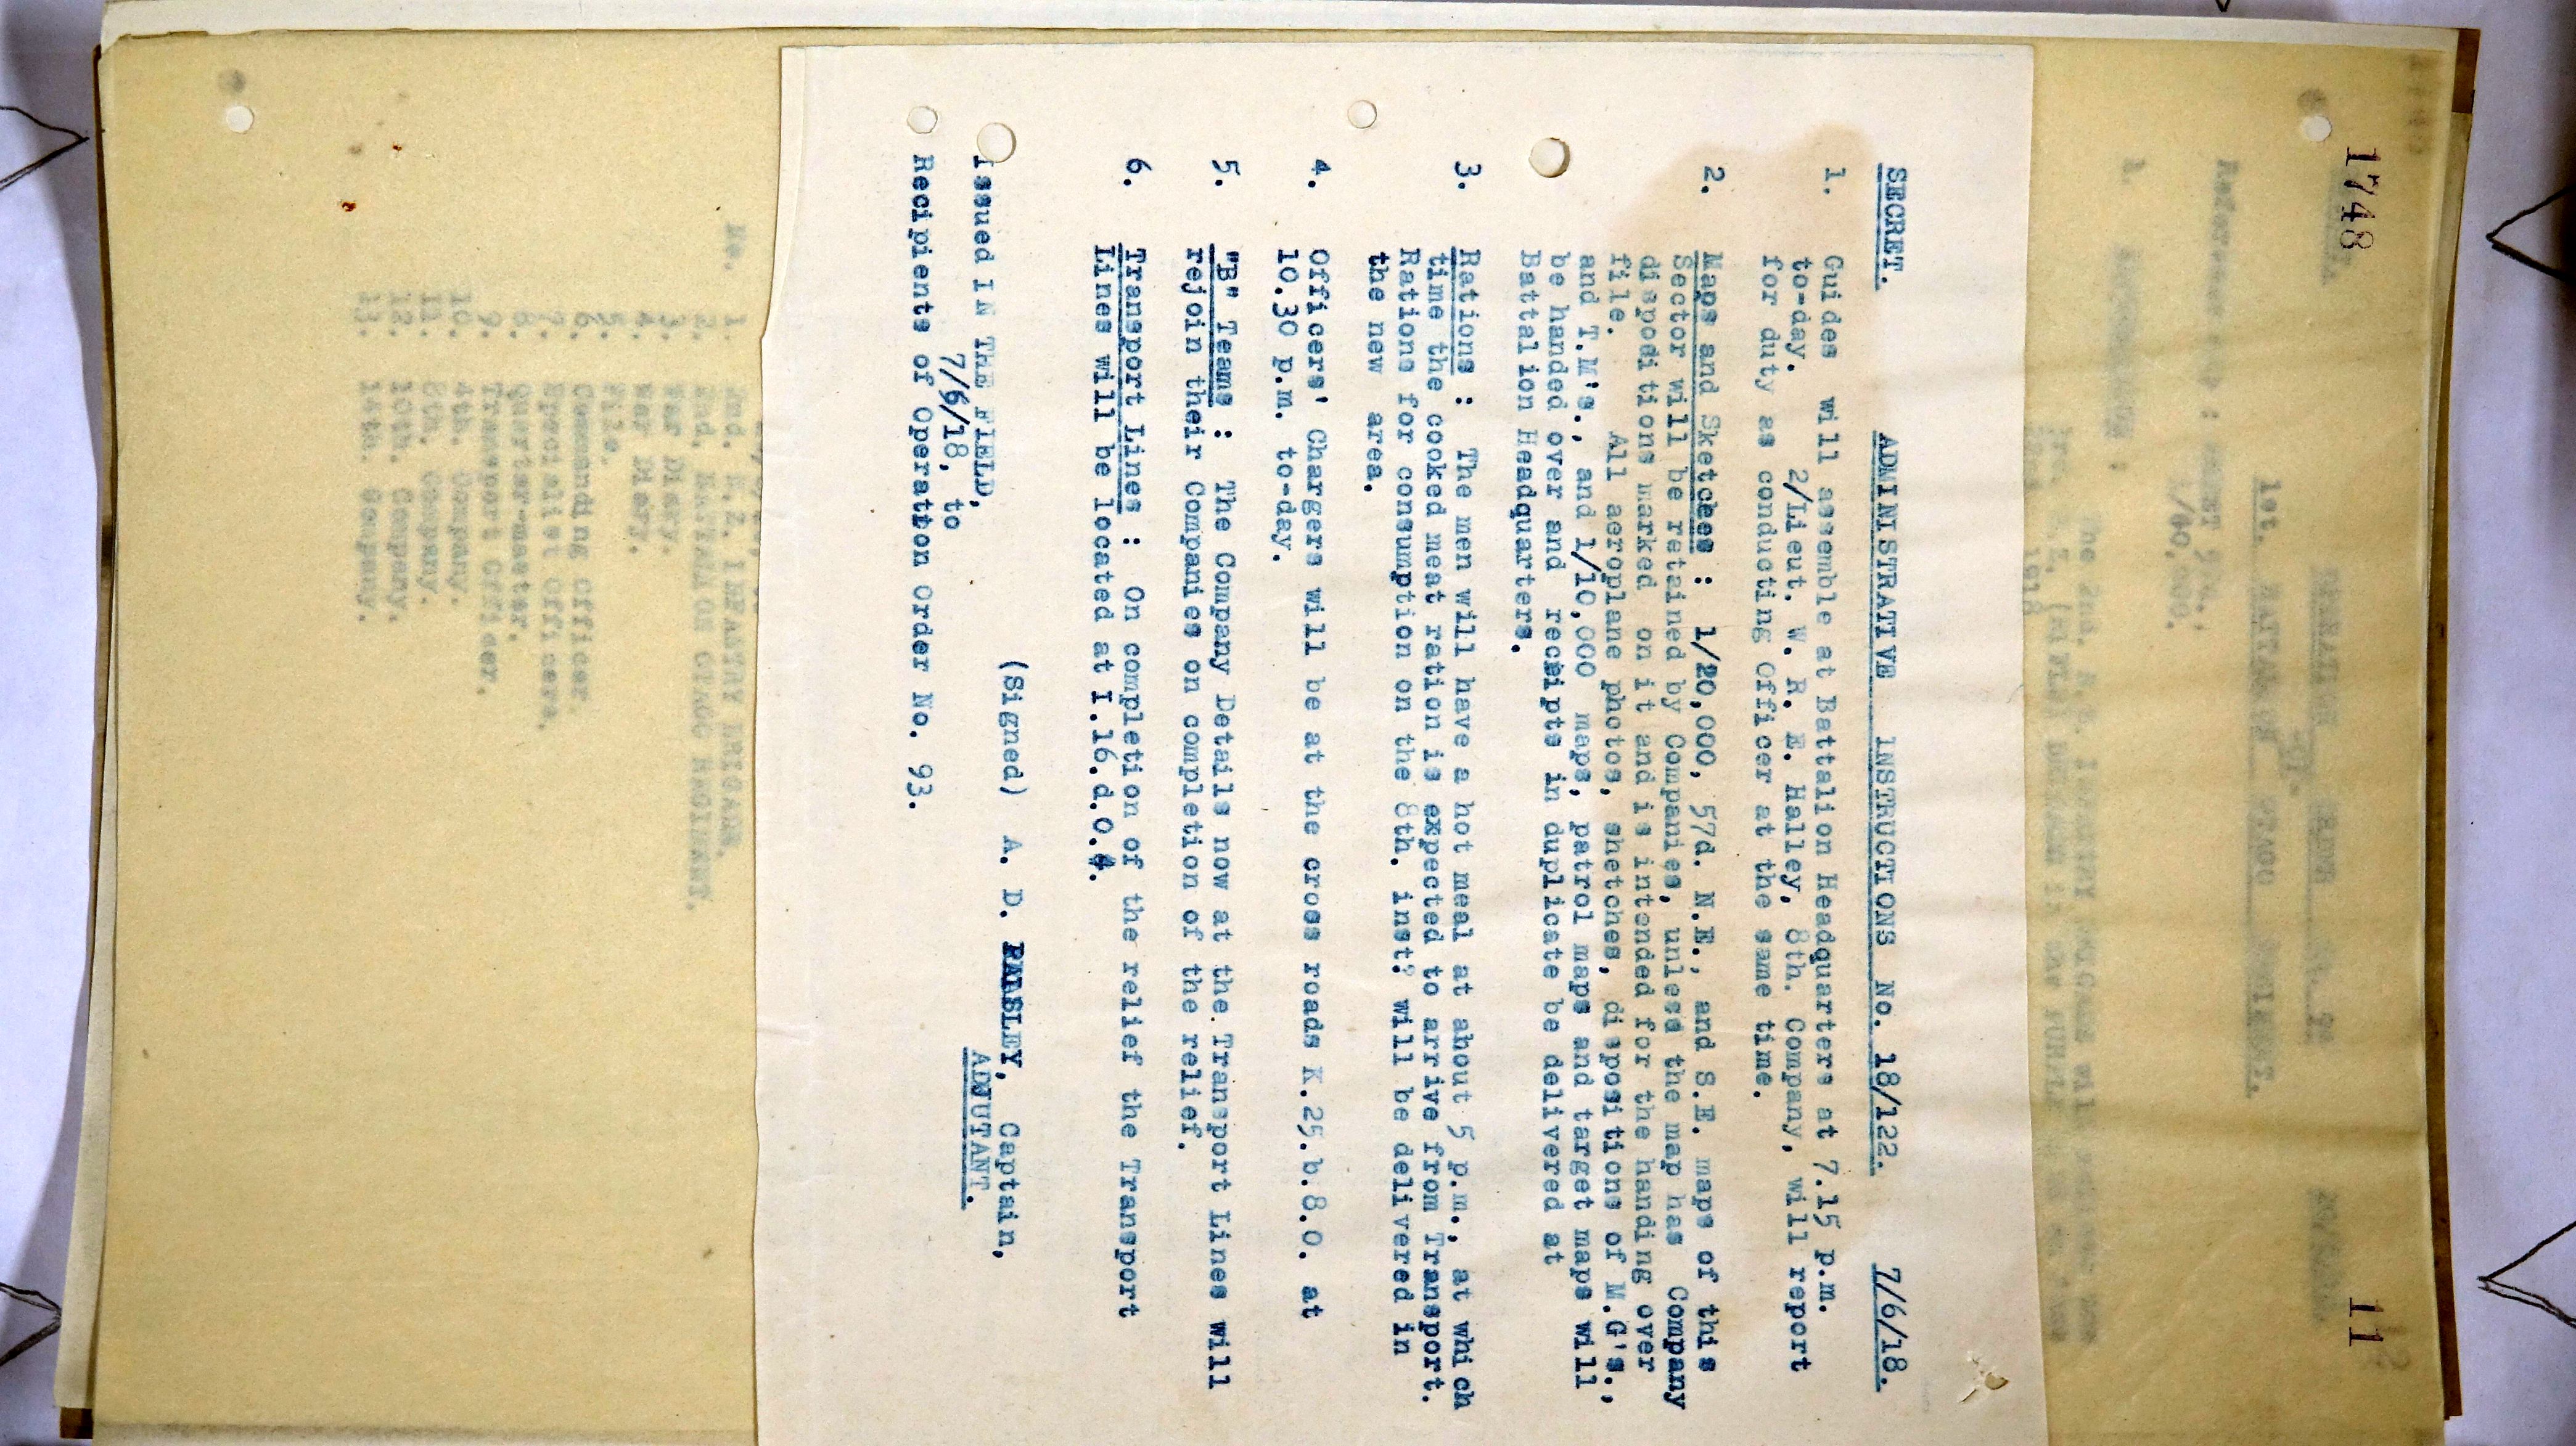 1748
11
SECRET.
ADMINISTRATIVE INSTRUCTIONS No. 18/122. 7/6/18.
1. Guides will assemble at Battalion Headquarters at 7.15 p.m.
to-day. 2/Lieut. W. R. E. Halley, 8th. Company, will report
for duty as conducting Officer at the same time.
2. Maps and Sketches : 1/20,000, 57d. N.E., and S.E. maps of this
Sector will be retained by Companies, unless the map has Company
dispoditions marked on it and is intended for the handing over
file. All aeroplane photos, shetches, dispositions of M.G's.,
and T.M's., and 1/10,000 maps, patrol maps and target maps will
be handed over and receipts in duplicate be delivered at
Battalion Headquarters.
3. Rations : The men will have a hot meal at about 5 p.m., at which
time the cooked meat ration is expected to arrive from Transport.
Rations for consumption on the 8th. inst? will be delivered in
the new area.
4. Officers' Chargers will be at the cross roads K.25.b.8.0. at
10.30 p.m. to-day.
5. "B" Teams : The Company Details now at the Transport Lines will
rejoin their Companies on completion of the relief.
6. Transport Lines : On completion of the relief the Transport
Lines will be located at I.16.d.0.4.
(Signed) A. D. Captain,
ADJUTANT.
Issued IN THE FIELD,
7/6/18, to
Recipients of Operation Order No. 93.
No. 1. 2nd. N.Z. INFANTRY BRIGADE.
2. 2nd. BATTALION OTAGO REGIMENT.
3. War Diary.
4. War Diary.
5. File.
6. Commanding Officer.
7. Specialist Officers.
8. Quarter-master.
9. Transport Officer.
10. 4th. Company.
11. 8th. Company.
12. 10th. Company.
13. 14th. Company.